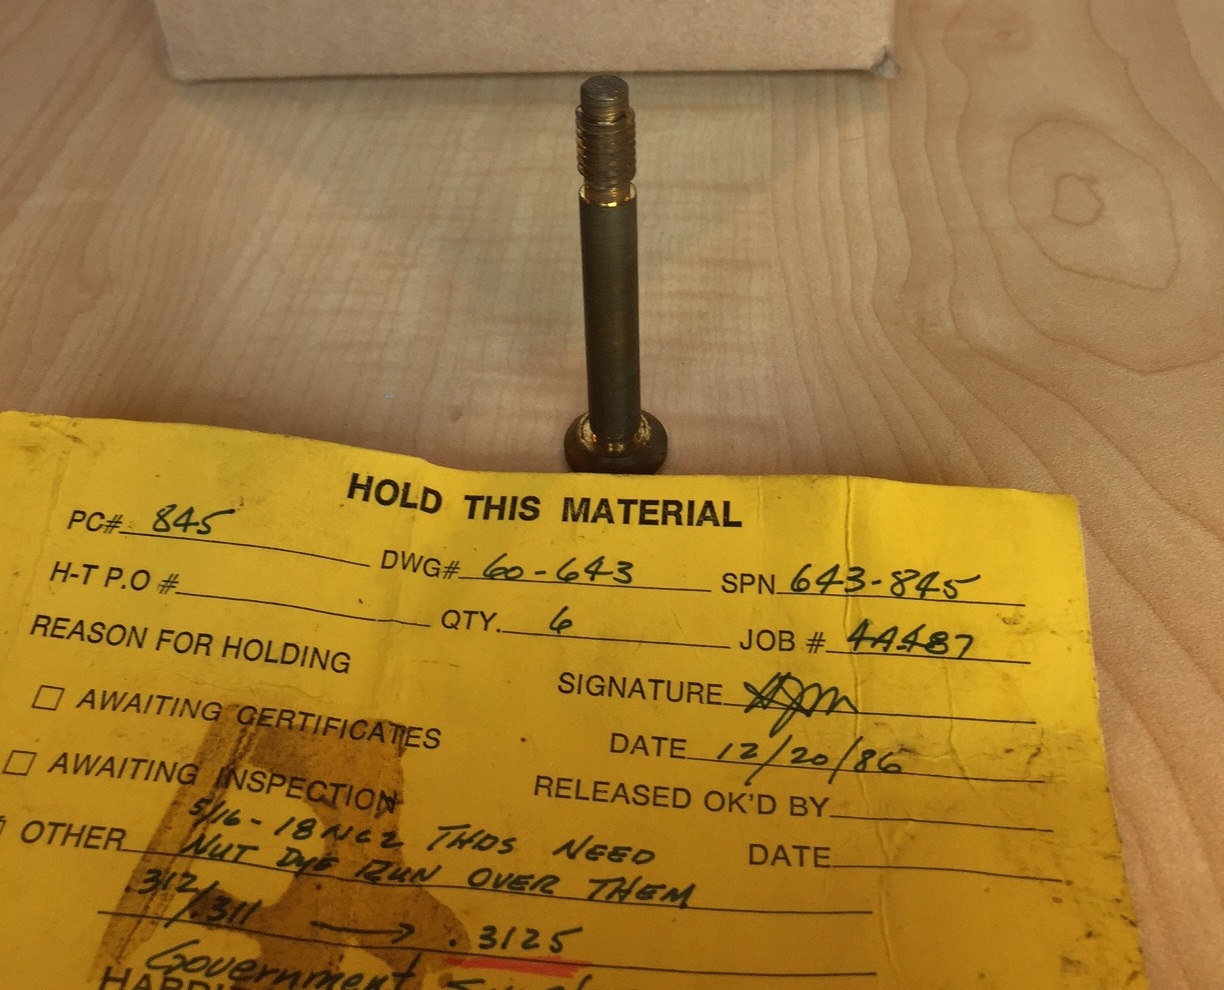 HOLD THIS MATERIAL
PC# 845 DWG# 60-643 SPN 643-845
H-T P.O # QTY. 6 JOB # 4A487
REASON FOR HOLDING SIGNATURE
AWAITING CERTIFICATES DATE 12/20/86
AWAITING INSPECTION RELEASED OK'D BY
5/16-18NC2 THDS NEED
OTHER NUT DYE RUN OVER THEM DATE
.312/.311 → .3125
Government